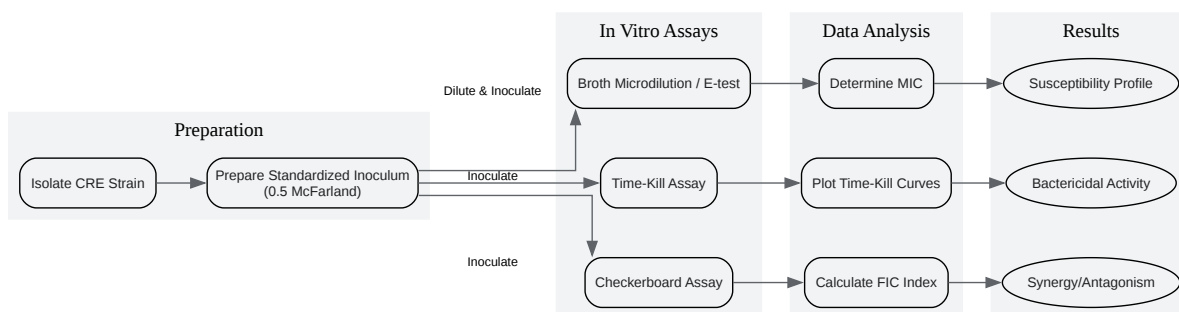 In Vitro Assays
Data Analysis
Results
Dilute & Inoculate
Broth Microdilution / E-test
Determine MIC
Susceptibility Profile
Preparation
Isolate CRE Strain
Prepare Standardized Inoculum
(0.5 McFarland)
Inoculate
Time-Kill Assay
Plot Time-Kill Curves
Bactericidal Activity
Inoculate
Checkerboard Assay
Calculate FIC Index
Synergy/Antagonism